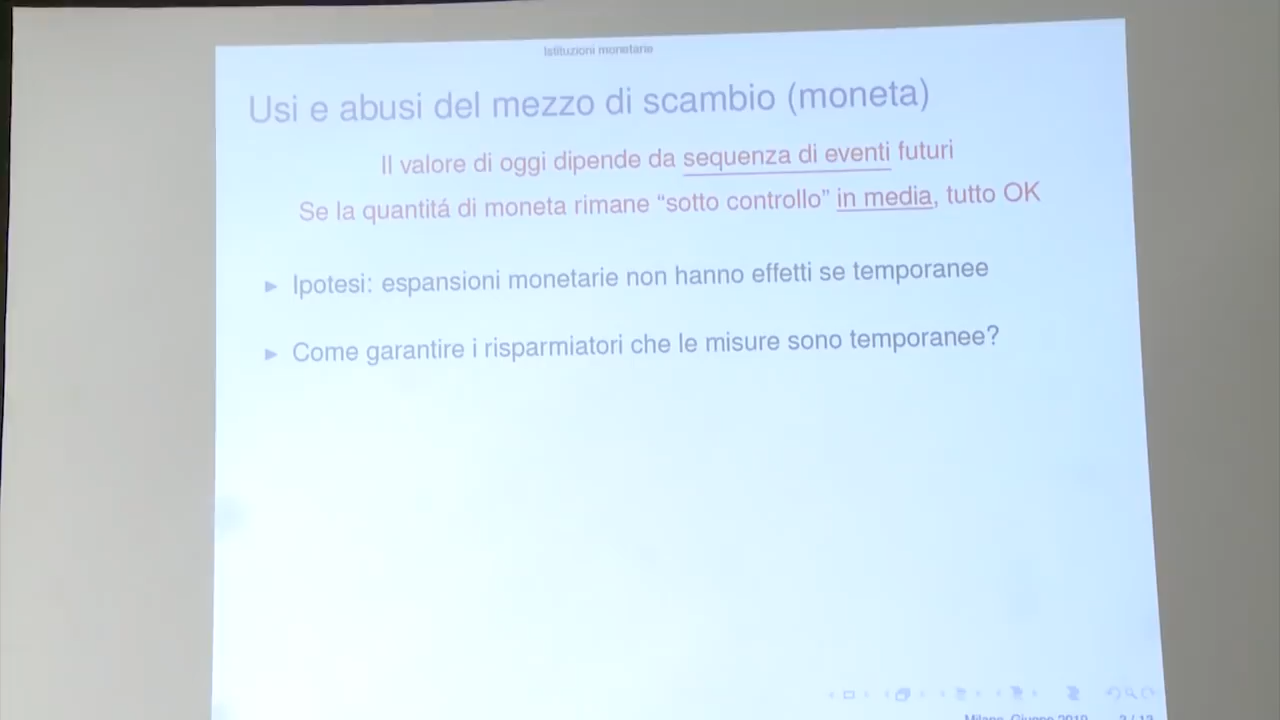 Istituzioni monetarie
Usi e abusi del mezzo di scambio (moneta)
Il valore di oggi dipende da sequenza di eventi futuri
Se la quantitá di moneta rimane “sotto controllo” in media, tutto OK
Ipotesi: espansioni monetarie non hanno effetti se temporanee
Come garantire i risparmiatori che le misure sono temporanee?
Milano, Giugno